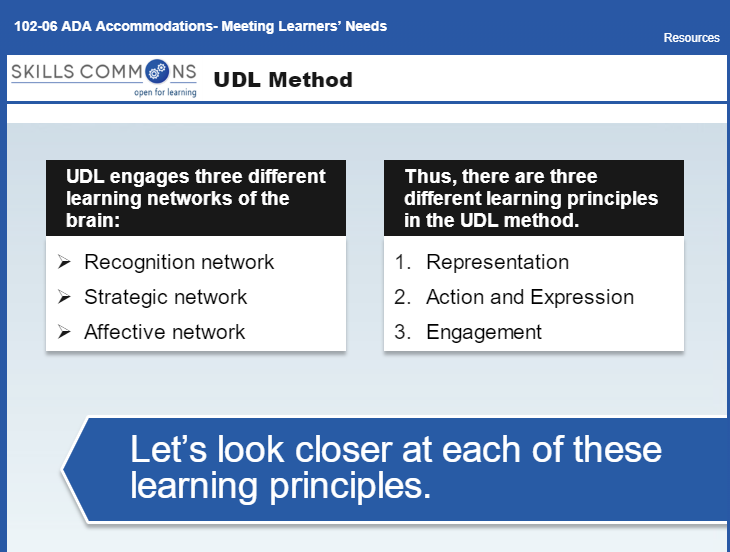 102-06 ADA Accommodations- Meeting Learners’ Needs
Resources
SKILLS COMMONS
open for learning
UDL Method
UDL engages three different
learning networks of the
brain:
➢ Recognition network
➢ Strategic network
➢ Affective network
Thus, there are three
different learning principles
in the UDL method.
1. Representation
2. Action and Expression
3. Engagement
Let’s look closer at each of these
learning principles.